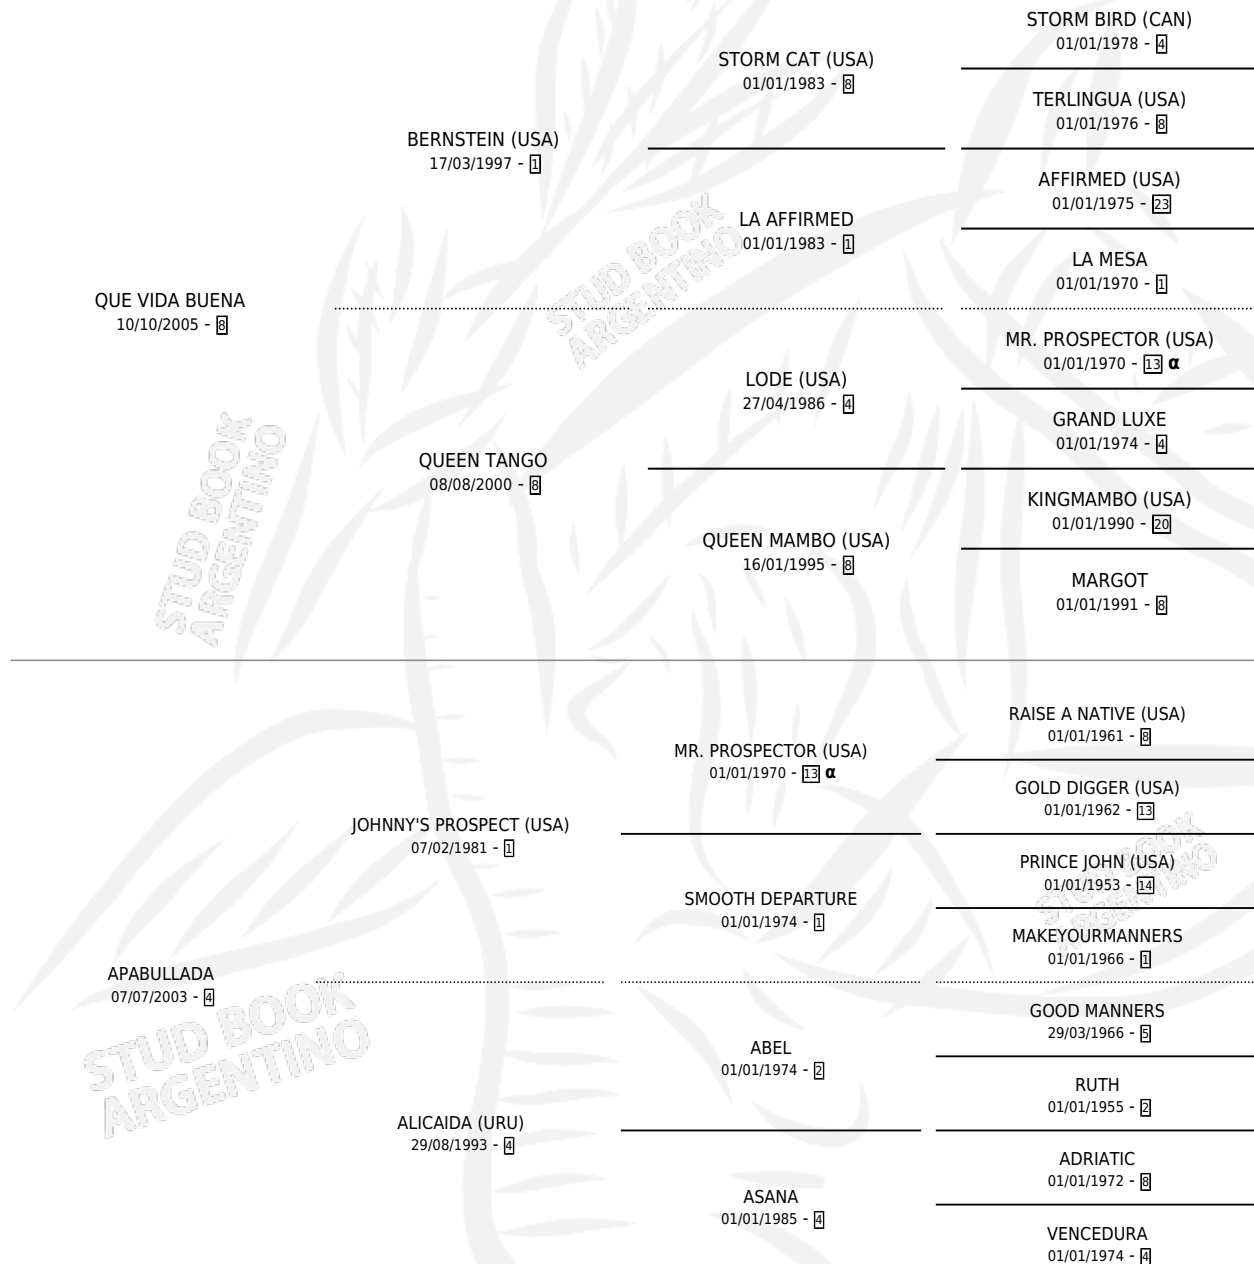 STORM BIRD (CAN)
01/01/1978 - 4
STORM CAT (USA)
01/01/1983 - 8
TERLINGUA (USA)
01/01/1976 - 8
BERNSTEIN (USA)
17/03/1997 - 1
AFFIRMED (USA)
01/01/1975 - 23
LA AFFIRMED
01/01/1983 - 1
LA MESA
01/01/1970 - 1
QUE VIDA BUENA
10/10/2005 - 8
MR. PROSPECTOR (USA)
01/01/1970 - 13 α
LODE (USA)
27/04/1986 - 4
GRAND LUXE
01/01/1974 - 4
QUEEN TANGO
08/08/2000 - 8
KINGMAMBO (USA)
01/01/1990 - 20
QUEEN MAMBO (USA)
16/01/1995 - 8
MARGOT
01/01/1991 - 8
RAISE A NATIVE (USA)
01/01/1961 - 8
MR. PROSPECTOR (USA)
01/01/1970 - 13 α
GOLD DIGGER (USA)
01/01/1962 - 13
JOHNNY'S PROSPECT (USA)
07/02/1981 - 1
PRINCE JOHN (USA)
01/01/1953 - 14
SMOOTH DEPARTURE
01/01/1974 - 1
MAKEYOURMANNERS
01/01/1966 - 1
APABULLADA
07/07/2003 - 4
GOOD MANNERS
29/03/1966 - 5
ABEL
01/01/1974 - 2
RUTH
01/01/1955 - 2
ALICAIDA (URU)
29/08/1993 - 4
ADRIATIC
01/01/1972 - 8
ASANA
01/01/1985 - 4
VENCEDURA
01/01/1974 - 4
STUD BOOK
ARGENTINO
STUD BOOK
ARGENTINO
STUD BOOK
ARGENTINO
STUD BOOK
ARGENTINO